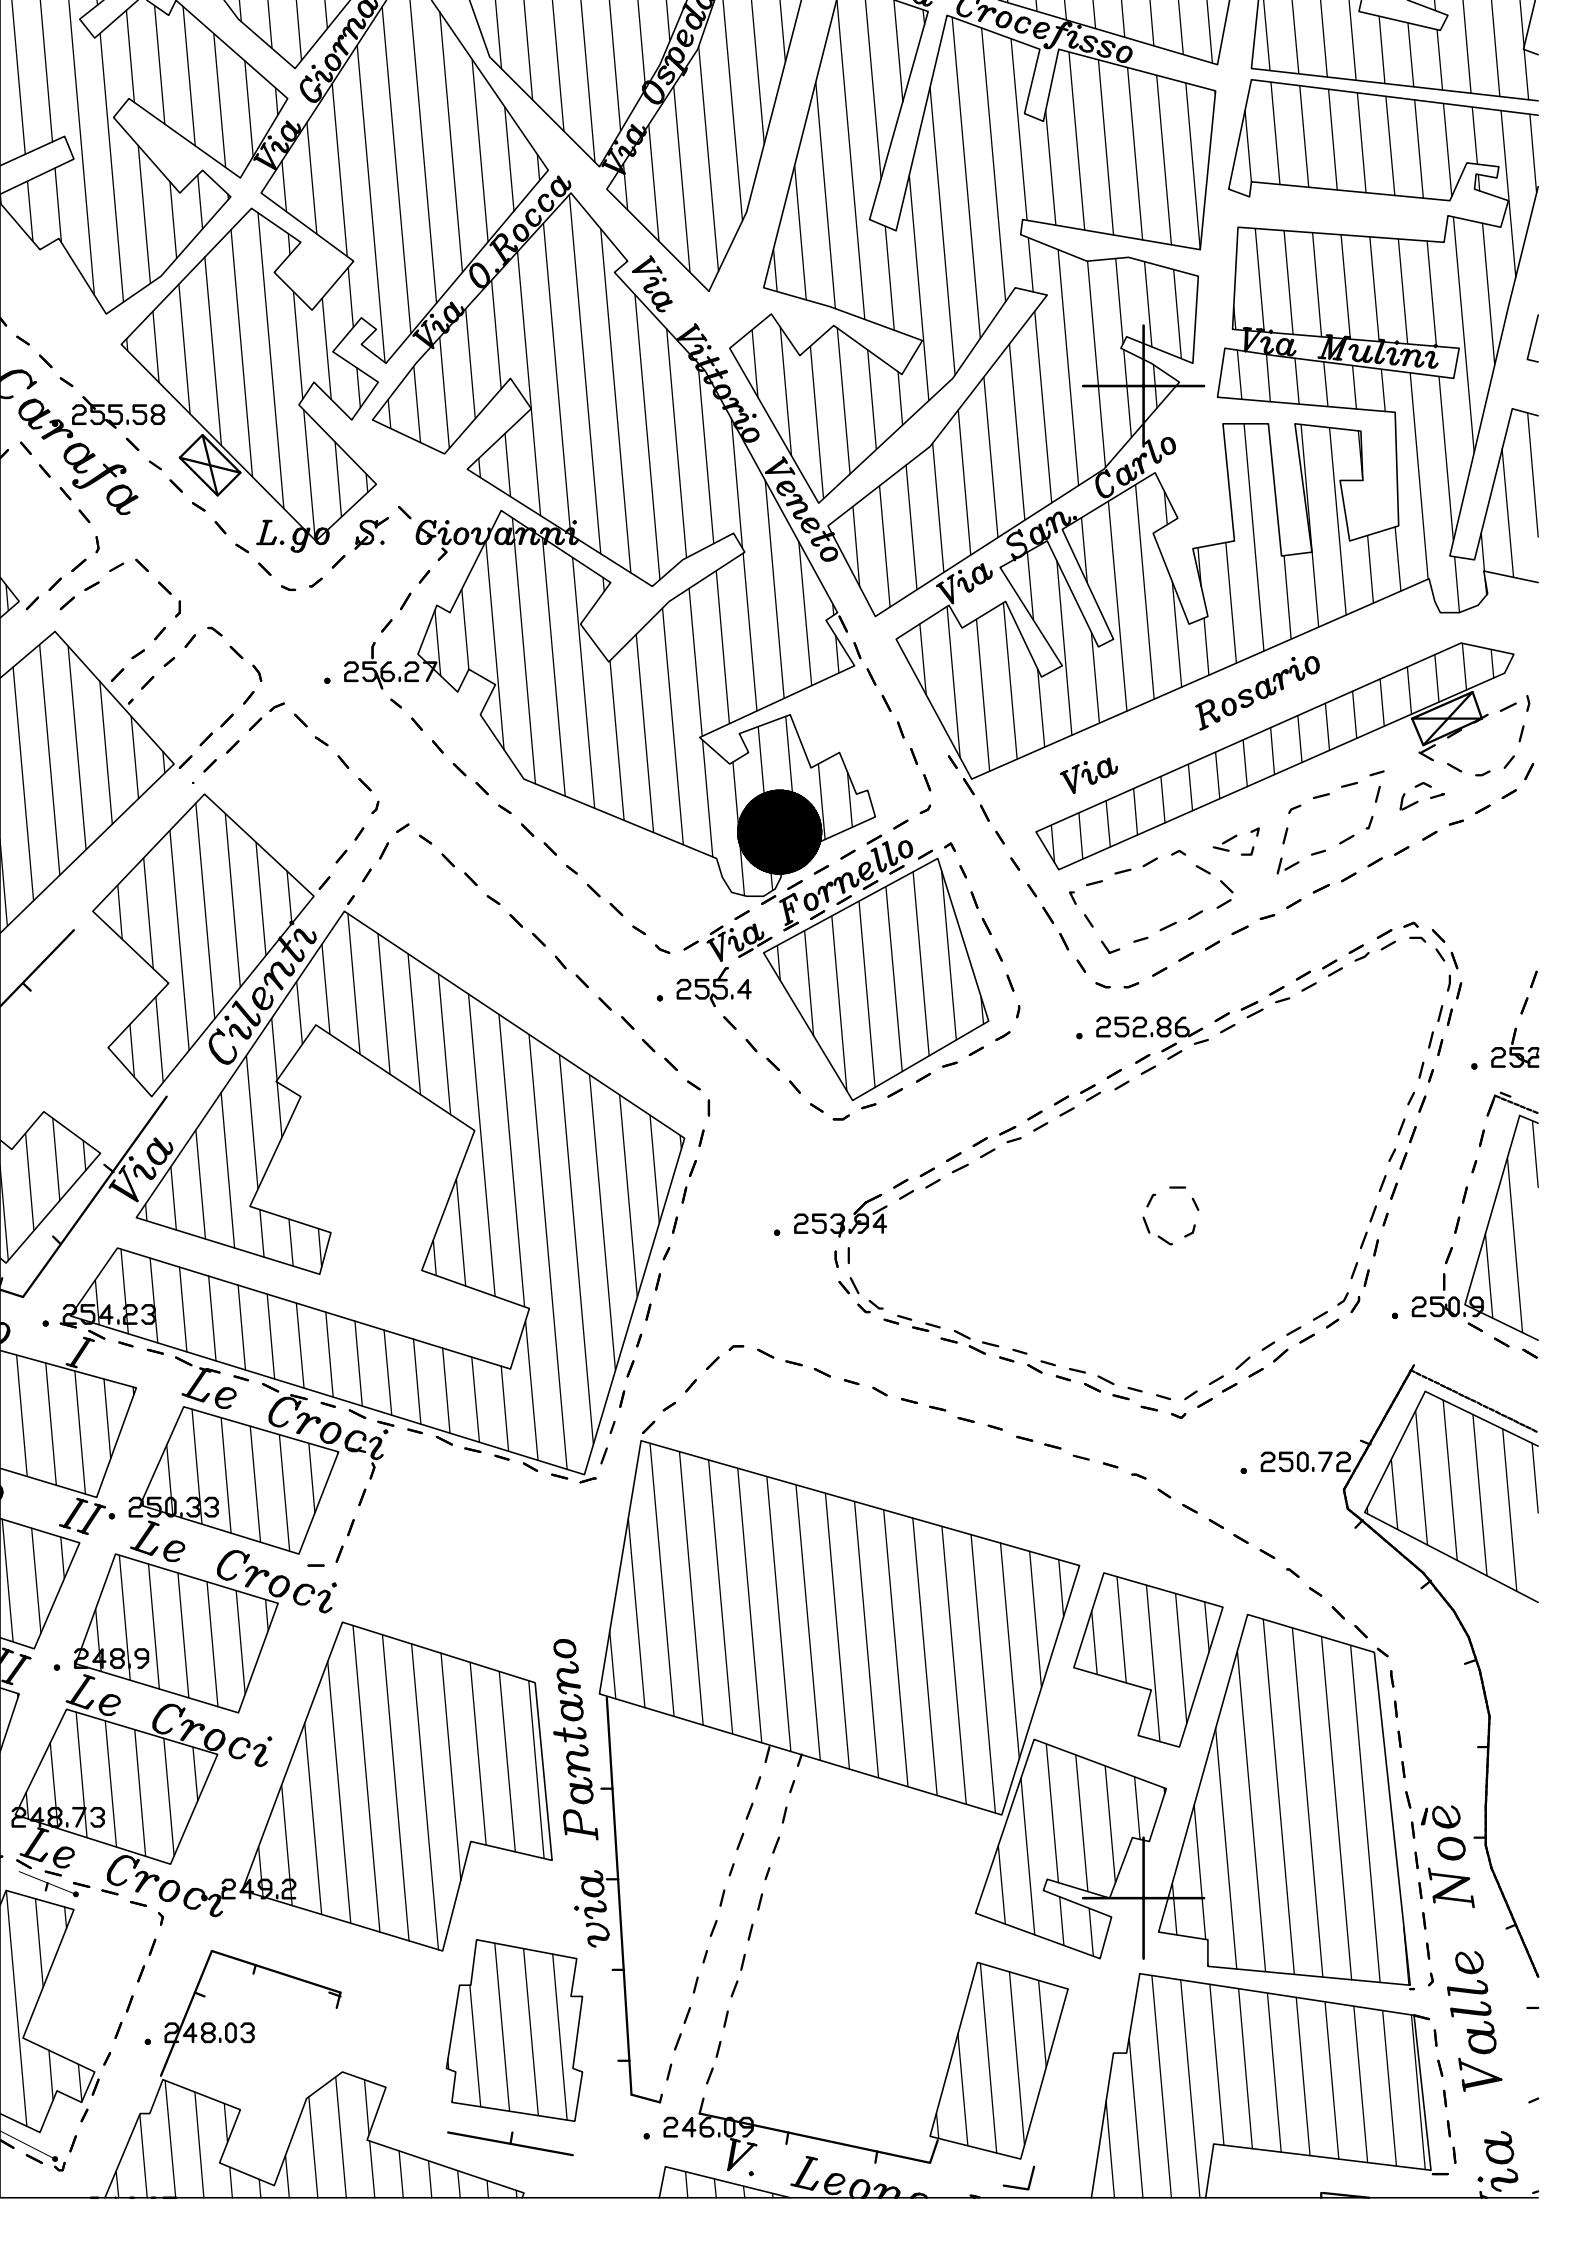 Crocefisso
Via Giorna
Via Ospeda
Via O.Rocca
Via Vittorio Veneto
Via Mulini
Carafa
255.58
Via San. Carlo
L.go S. Giovanni
256.27
Via Rosario
Via Fornello
255.4
252.86
Via Cilenti
252
253.94
250.9
254.23
I Le Croci
250.72
250.33
II Le Croci
248.9
Le Croci
via Pantano
248.73
Le Croci
249.2
Via Valle Noē
248.03
246.09
V. Leon